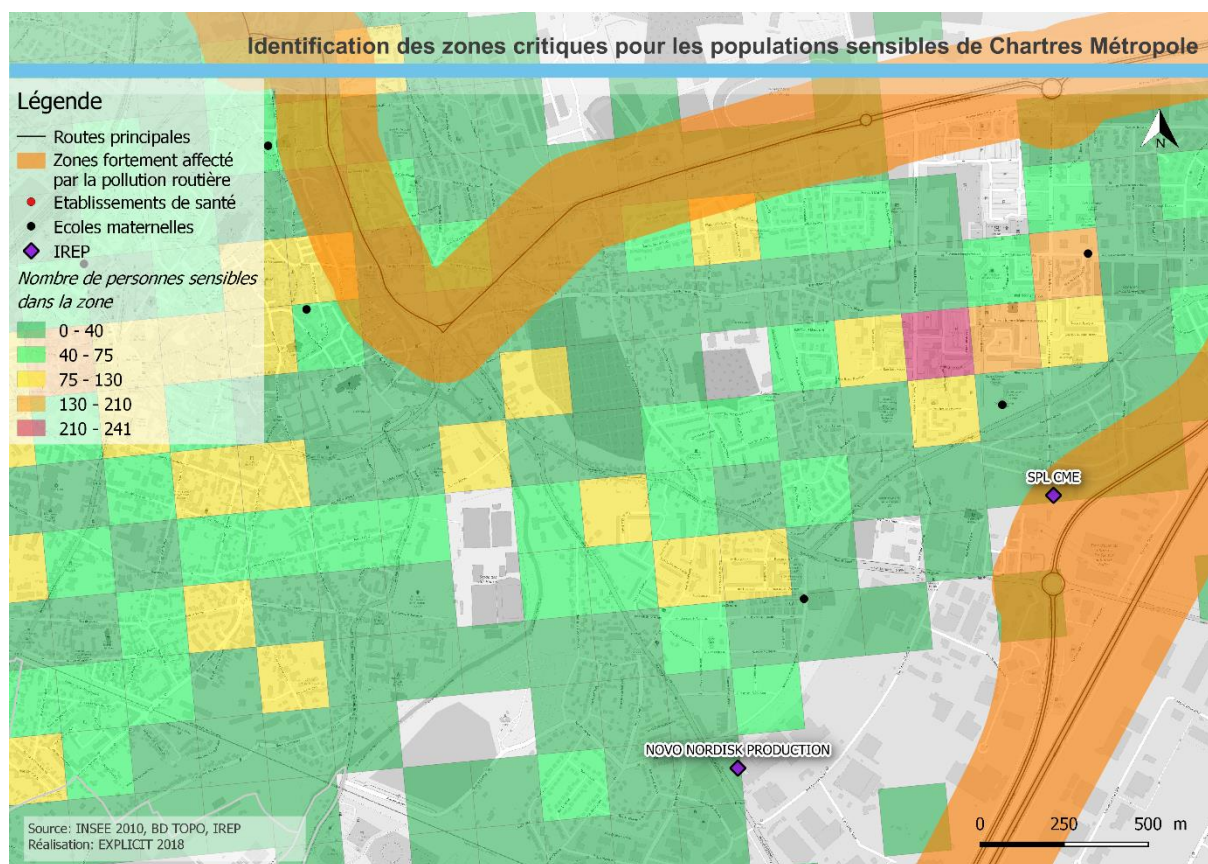 Identification des zones critiques pour les populations sensibles de Chartres Métropole
Légende
Routes principales
Zones fortement affecté
par la pollution routière
Etablissements de santé
Ecoles maternelles
IREP
Nombre de personnes sensibles
dans la zone
0 - 40
40 - 75
75 - 130
130 - 210
210 - 241
N
SPL CME
NOVO NORDISK PRODUCTION
Source: INSEE 2010, BD TOPO, IREP
Réalisation: EXPLICIT 2018
0 250 500 m